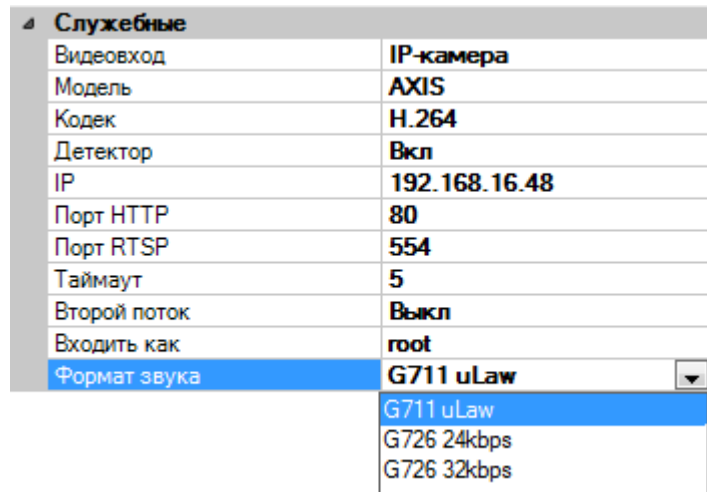 Служебные
Видеовход IP-камера
Модель AXIS
Кодек H.264
Детектор Вкл
IP 192.168.16.48
Порт HTTP 80
Порт RTSP 554
Таймаут 5
Второй поток Выкл
Входить как root
Формат звука G711 uLaw
G711 uLaw
G726 24kbps
G726 32kbps